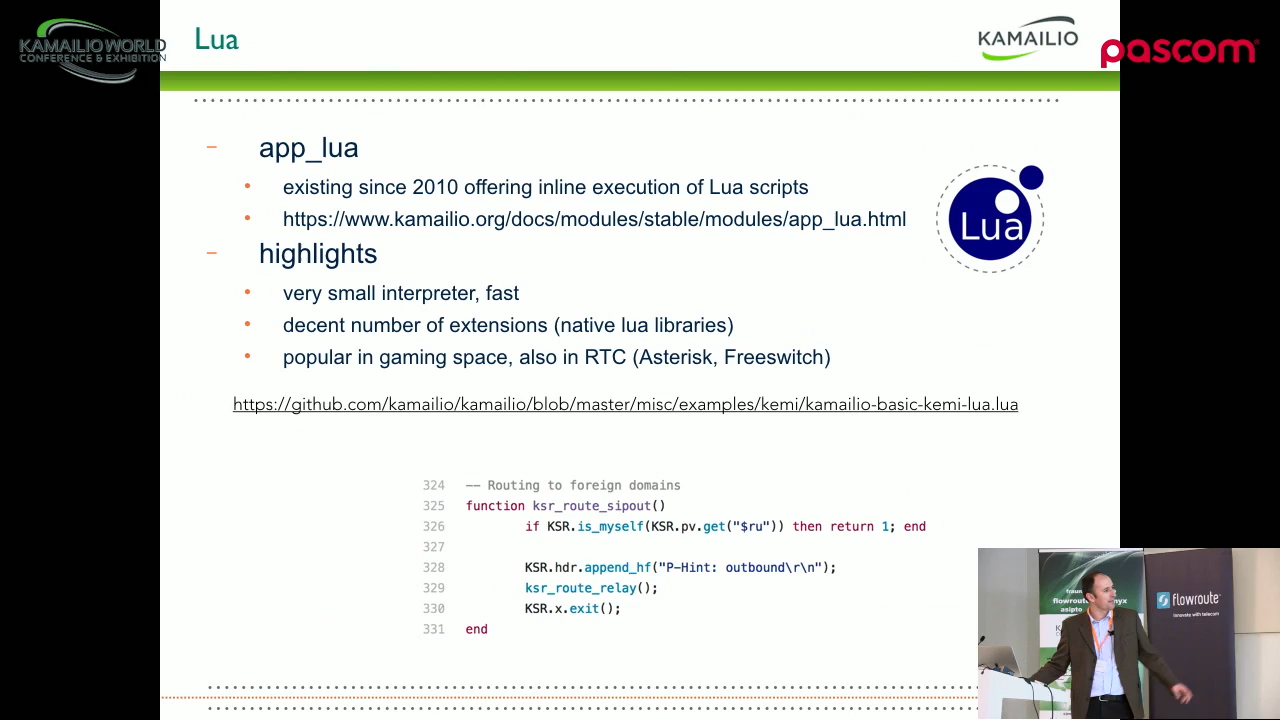 KAMAILIO WORLD
CONFERENCE & EXHIBITION
Lua
KAMAILIO
pascom
– app_lua
• existing since 2010 offering inline execution of Lua scripts
• https://www.kamailio.org/docs/modules/stable/modules/app_lua.html
Lua
– highlights
• very small interpreter, fast
• decent number of extensions (native lua libraries)
• popular in gaming space, also in RTC (Asterisk, Freeswitch)
https://github.com/kamailio/kamailio/blob/master/misc/examples/kemi/kamailio-basic-kemi-lua.lua
324 -- Routing to foreign domains
325 function ksr_route_sipout()
326 if KSR.is_myself(KSR.pv.get("$ru")) then return 1; end
327
328 KSR.hdr.append_hf("P-Hint: outbound\r\n");
329 ksr_route_relay();
330 KSR.x.exit();
331 end
flowroute
asipto
flowroute
Innovate with telecom